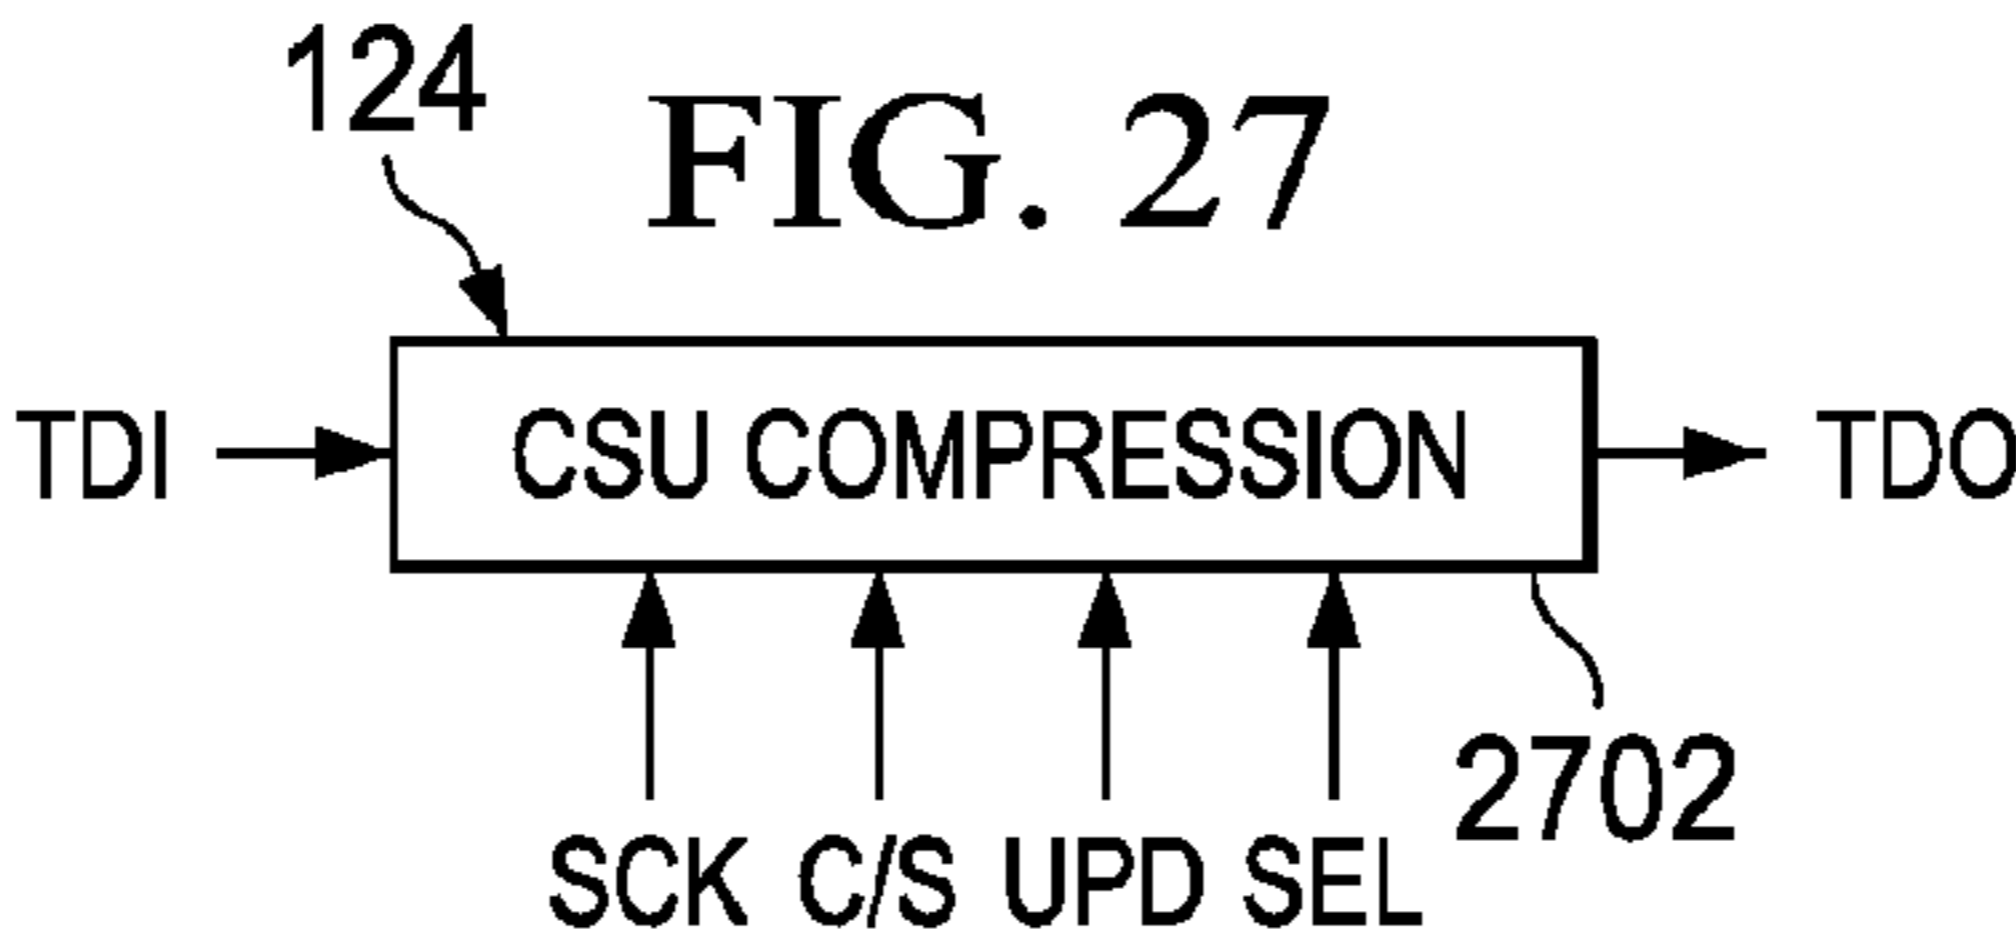 124
FIG. 27
TDI CSU COMPRESSION TDO
2702
SCK C/S UPD SEL